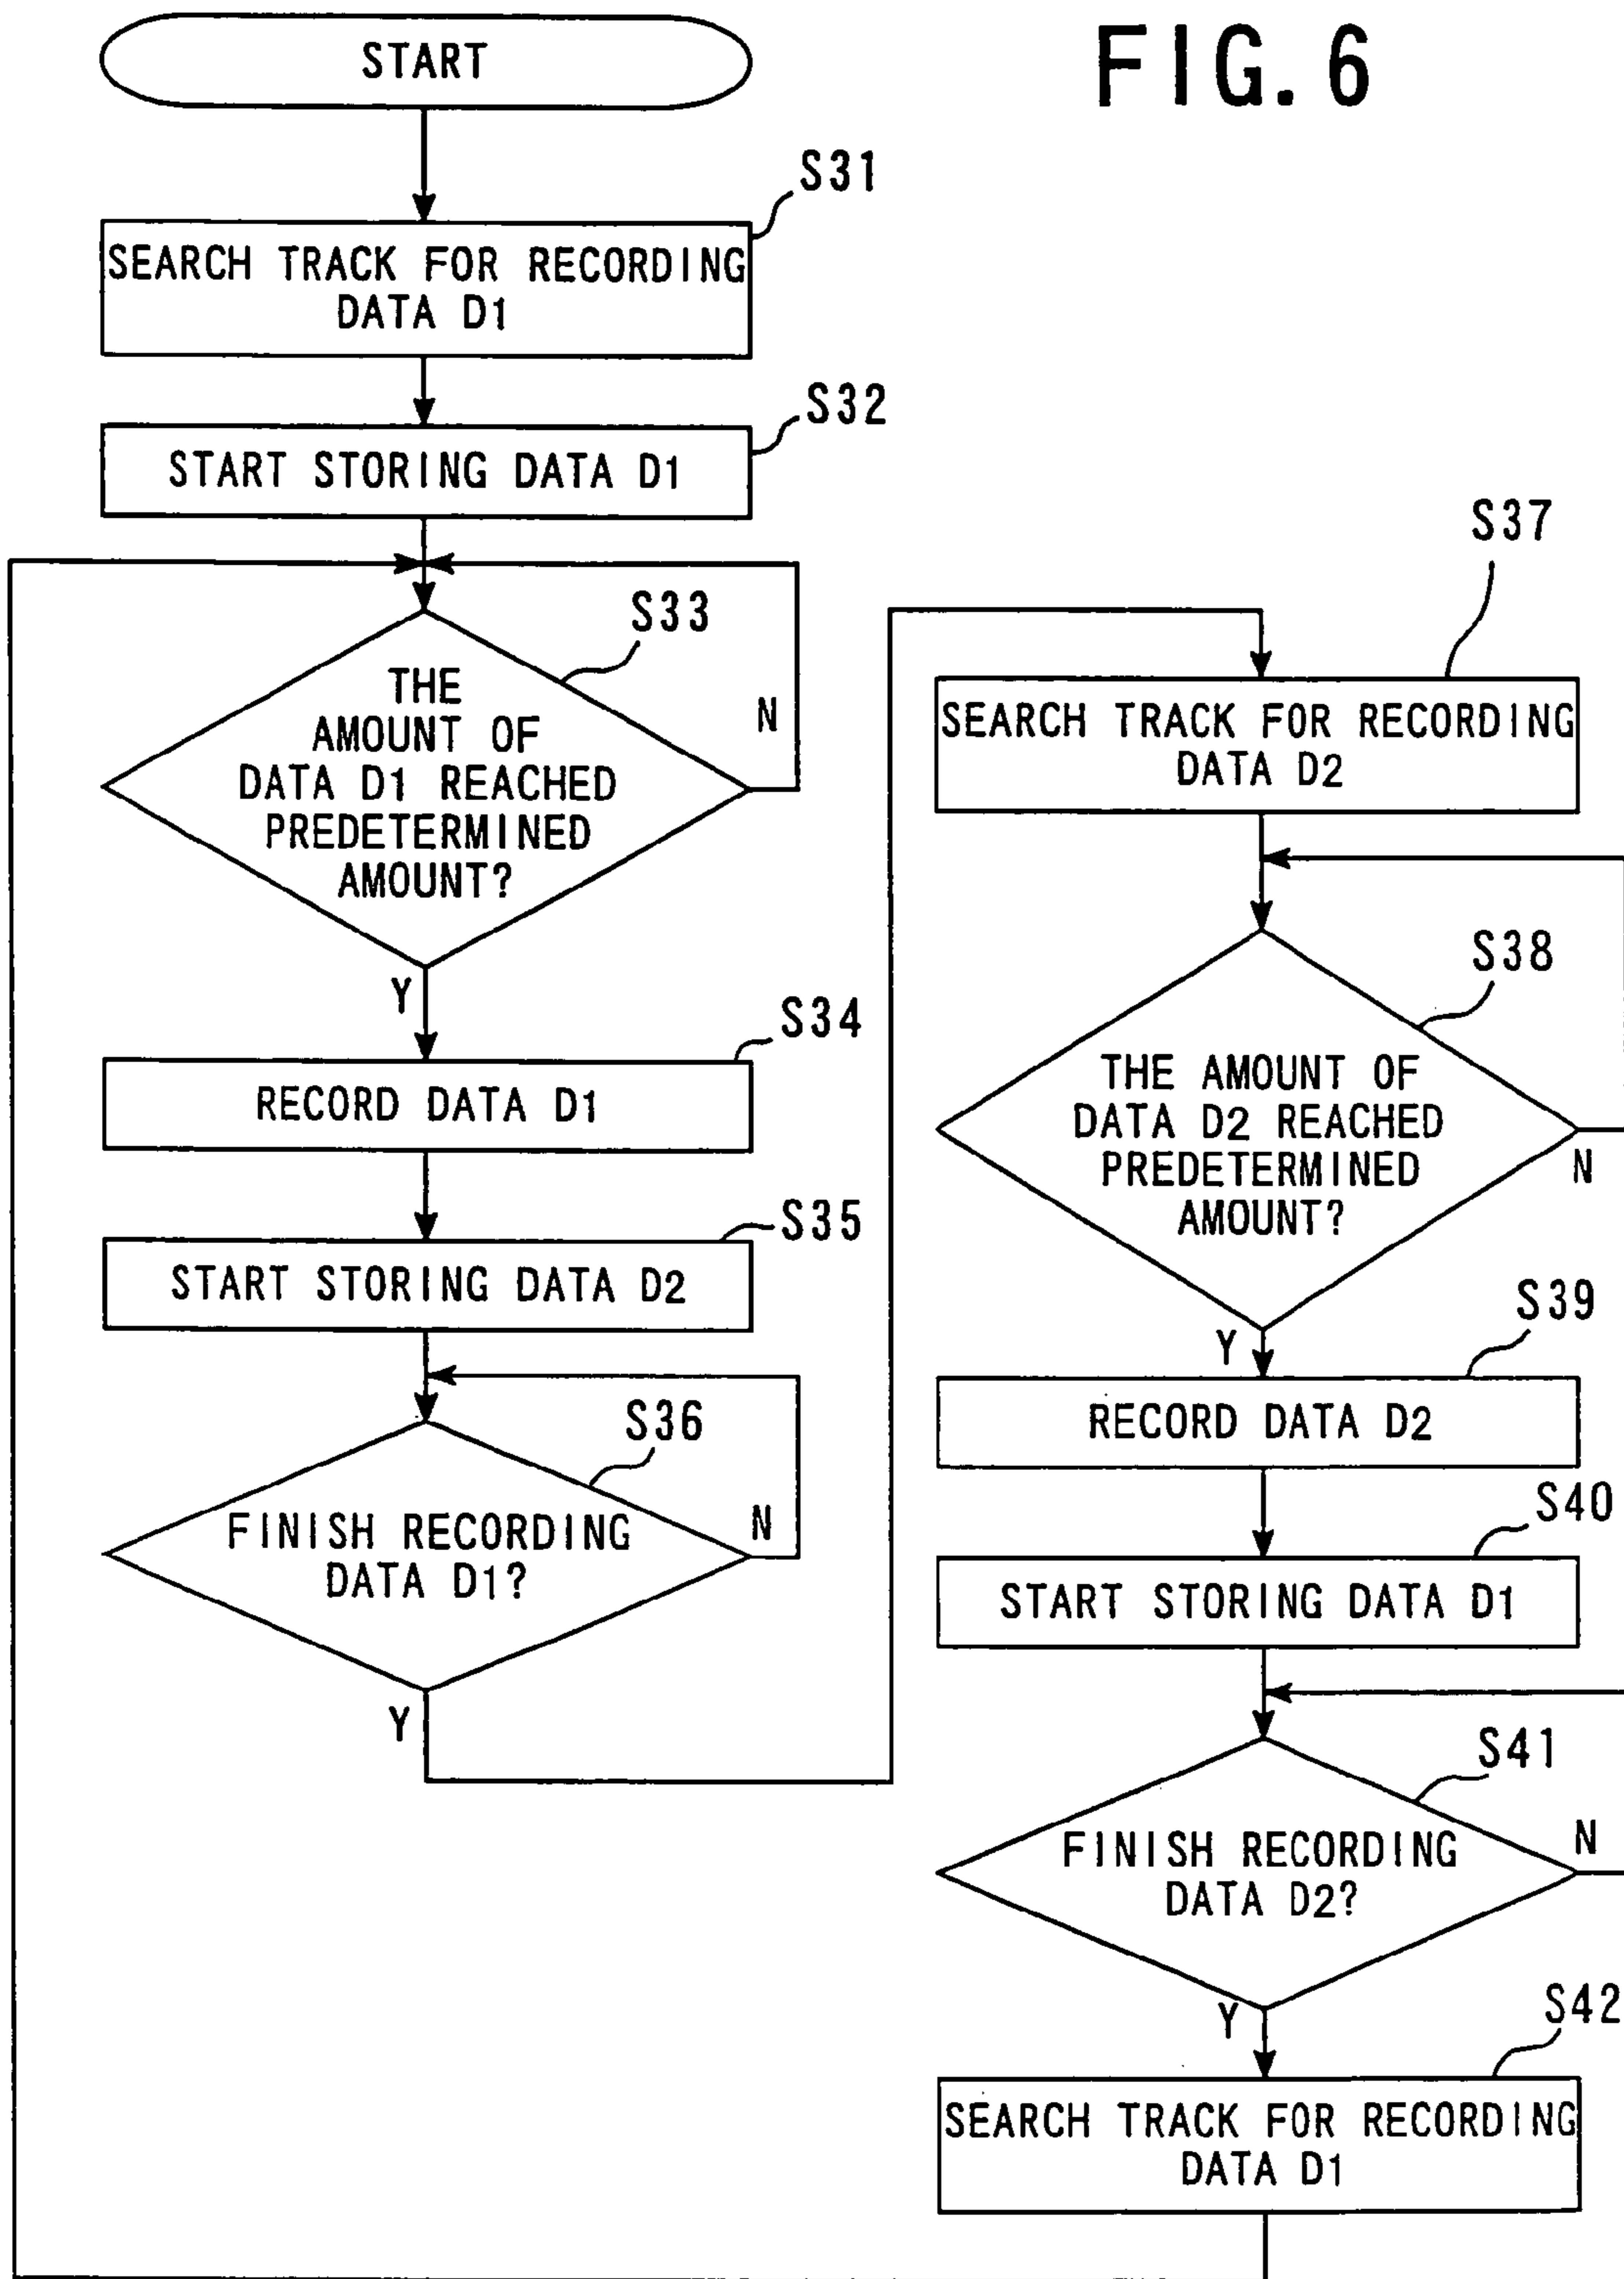 FIG. 6
START
S31
SEARCH TRACK FOR RECORDING
DATA D1
S32
START STORING DATA D1
S33
THE
AMOUNT OF
DATA D1 REACHED
PREDETERMINED
AMOUNT?
N
Y
S34
RECORD DATA D1
S35
START STORING DATA D2
S36
FINISH RECORDING
DATA D1?
N
Y
S37
SEARCH TRACK FOR RECORDING
DATA D2
S38
THE AMOUNT OF
DATA D2 REACHED
PREDETERMINED
AMOUNT?
N
Y
S39
RECORD DATA D2
S40
START STORING DATA D1
S41
FINISH RECORDING
DATA D2?
N
Y
S42
SEARCH TRACK FOR RECORDING
DATA D1